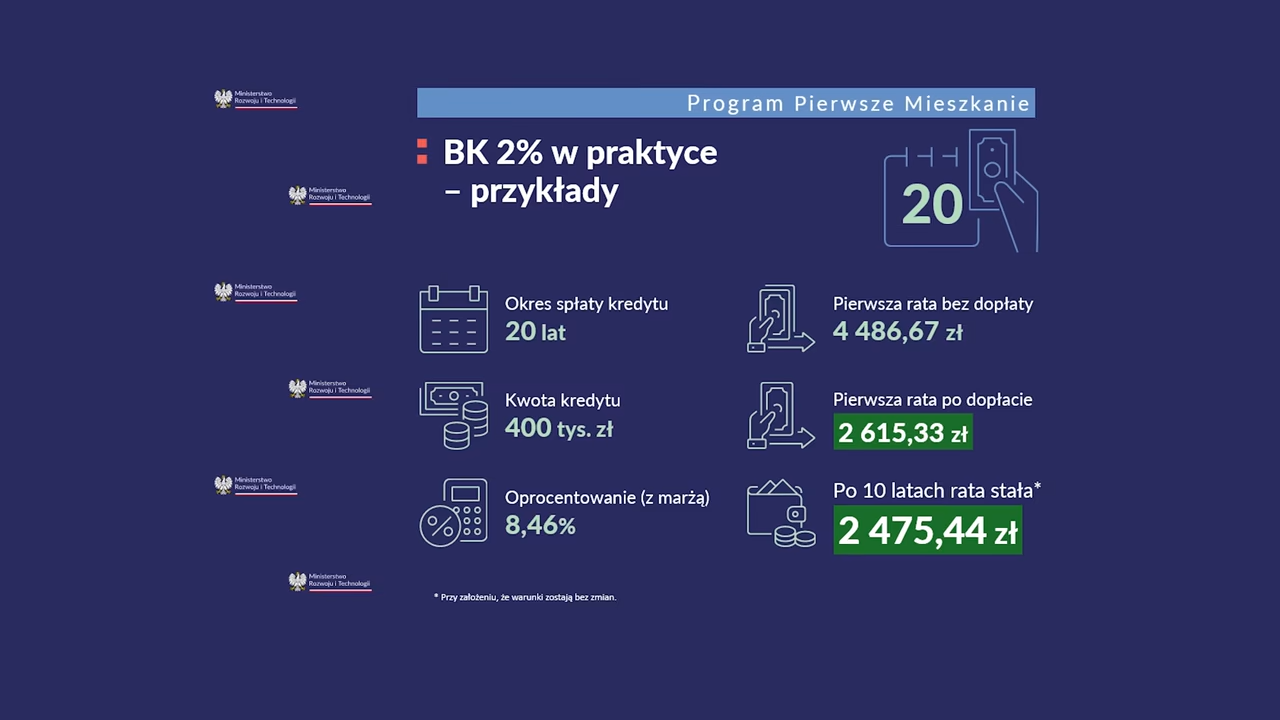 Ministerstwo
Rozwoju i Technologii
Program Pierwsze Mieszkanie
BK 2% w praktyce
– przykłady
20
Ministerstwo
Rozwoju i Technologii
Ministerstwo
Rozwoju i Technologii
Okres spłaty kredytu
20 lat
Pierwsza rata bez dopłaty
4 486,67 zł
Ministerstwo
Rozwoju i Technologii
Kwota kredytu
400 tys. zł
Pierwsza rata po dopłacie
2 615,33 zł
Ministerstwo
Rozwoju i Technologii
Oprocentowanie (z marżą)
8,46%
Po 10 latach rata stała*
2 475,44 zł
Ministerstwo
Rozwoju i Technologii
* Przy założeniu, że warunki zostają bez zmian.